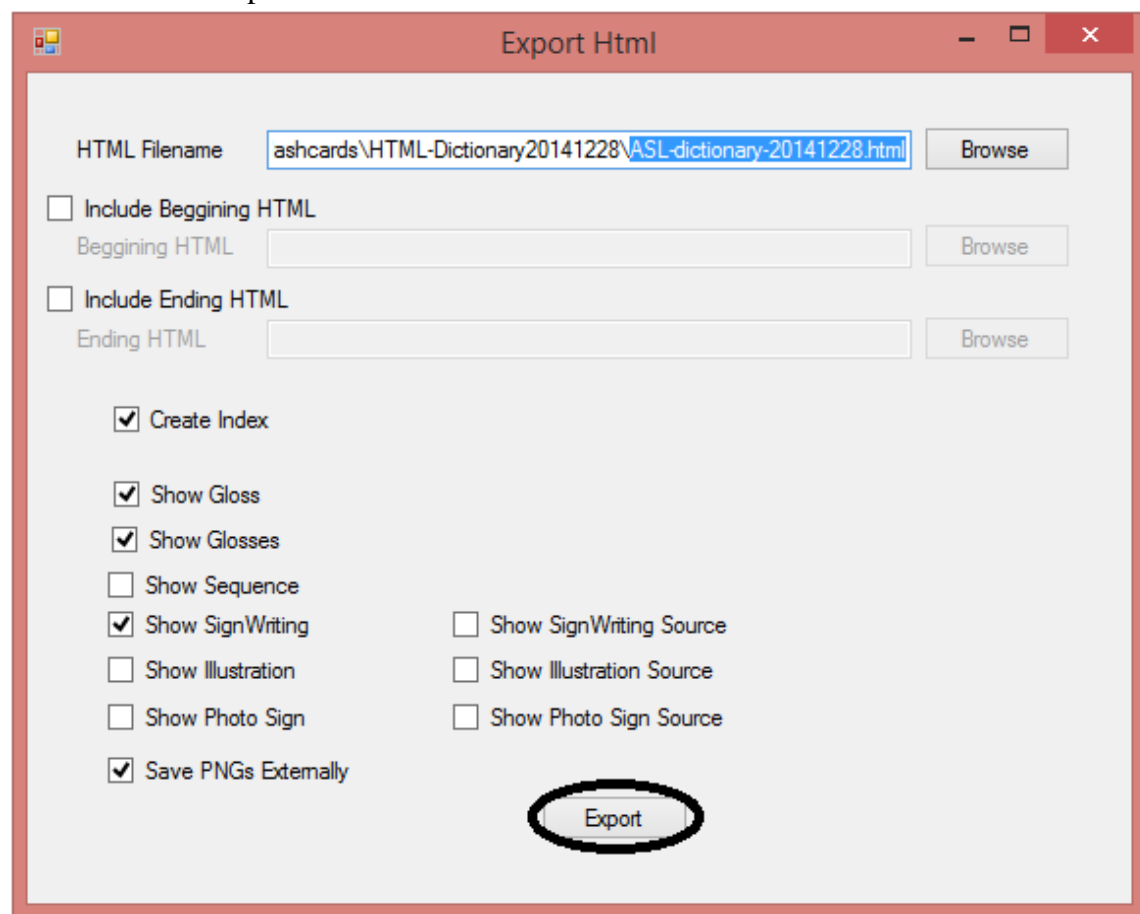 Export Html
HTML Filename ashcards\HTML-Dictionary20141228\ASL-dictionary-20141228.html Browse
Include Beggining HTML
Beggining HTML Browse
Include Ending HTML
Ending HTML Browse
Create Index
Show Gloss
Show Glosses
Show Sequence
Show SignWriting Show SignWriting Source
Show Illustration Show Illustration Source
Show Photo Sign Show Photo Sign Source
Save PNGs Externally
Export